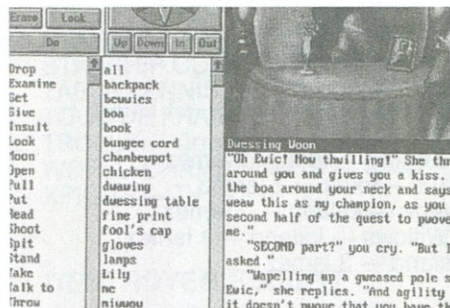 Erase Look
Do
Up Down In Out
Drop
Examine
Get
Give
Insult
Look
Moon
Open
Pull
Put
Read
Shoot
Spit
Stand
Take
Talk to
Throw
all
backpack
bewwies
boa
book
bungee cord
chambewpot
chicken
dwawing
dwessing table
fine print
fool's cap
gloves
lamps
Lily
me
miwwow
Dwessing Woom
"Oh Ewic! How thwilling!" She thr
around you and gives you a kiss.
the boa around your neck and says
weaw this as my champion, as you
second half of the quest to pwove
me."
"SECOND part?" you cry. "But I
asked."
"Wapelling up a gweased pole s
Ewic," she replies. "And agility
it doesn't pwove that you have th